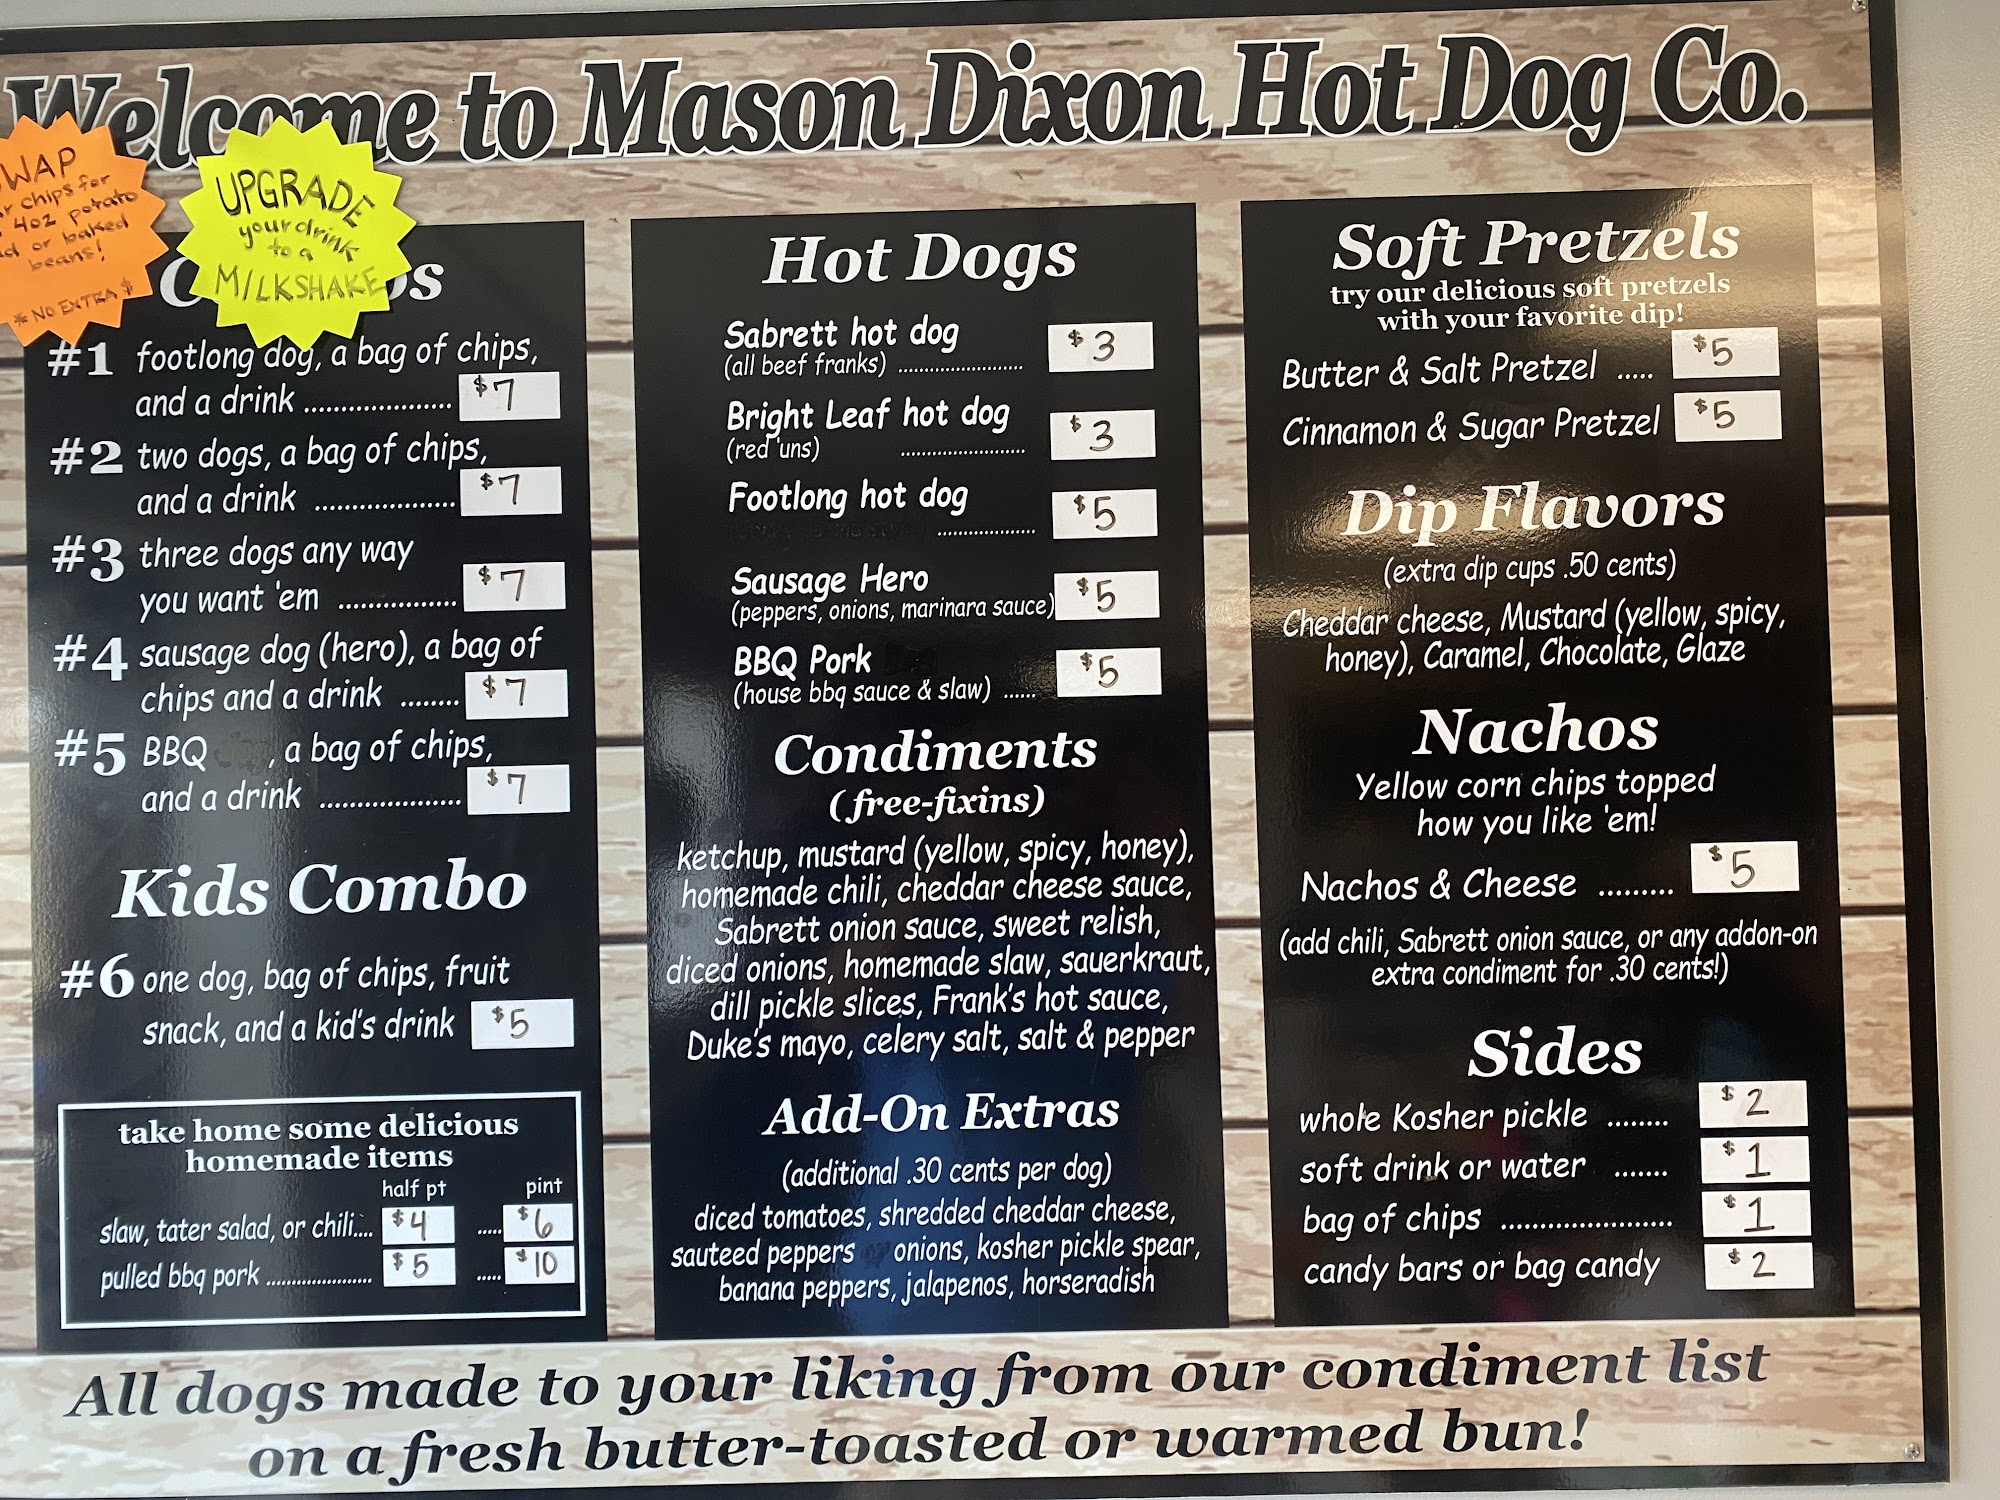 Welcome to Mason Dixon Hot Dog Co.
chips for
4oz potato
or baked
beans!
* NO EXTRA $
UPGRADE
your drink
to a
MILKSHAKE
#1 footlong dog, a bag of chips,
and a drink .................... $7
#2 two dogs, a bag of chips,
and a drink ................... $7
#3 three dogs any way
you want 'em ................ $7
#4 sausage dog (hero), a bag of
chips and a drink ........ $7
#5 BBQ , a bag of chips,
and a drink ................... $7
Kids Combo
#6 one dog, bag of chips, fruit
snack, and a kid's drink $5
take home some delicious
homemade items
half pt pint
slaw, tater salad, or chili.... $4 ..... $6
pulled bbq pork ..................... $5 ..... $10
Hot Dogs
Sabrett hot dog $3
(all beef franks) .......................
Bright Leaf hot dog $3
(red 'uns) .......................
Footlong hot dog $5
..................
Sausage Hero $5
(peppers, onions, marinara sauce)
BBQ Pork $5
(house bbq sauce & slaw) ......
Condiments
(free-fixins)
ketchup, mustard (yellow, spicy, honey),
homemade chili, cheddar cheese sauce,
Sabrett onion sauce, sweet relish,
diced onions, homemade slaw, sauerkraut,
dill pickle slices, Frank's hot sauce,
Duke's mayo, celery salt, salt & pepper
Add-On Extras
(additional .30 cents per dog)
diced tomatoes, shredded cheddar cheese,
sauteed peppers onions, kosher pickle spear,
banana peppers, jalapenos, horseradish
Soft Pretzels
try our delicious soft pretzels
with your favorite dip!
Butter & Salt Pretzel ..... $5
Cinnamon & Sugar Pretzel $5
Dip Flavors
(extra dip cups .50 cents)
Cheddar cheese, Mustard (yellow, spicy,
honey), Caramel, Chocolate, Glaze
Nachos
Yellow corn chips topped
how you like 'em!
Nachos & Cheese ......... $5
(add chili, Sabrett onion sauce, or any addon-on
extra condiment for .30 cents!)
Sides
whole Kosher pickle ........ $2
soft drink or water ....... $1
bag of chips ....................... $1
candy bars or bag candy $2
All dogs made to your liking from our condiment list
on a fresh butter-toasted or warmed bun!